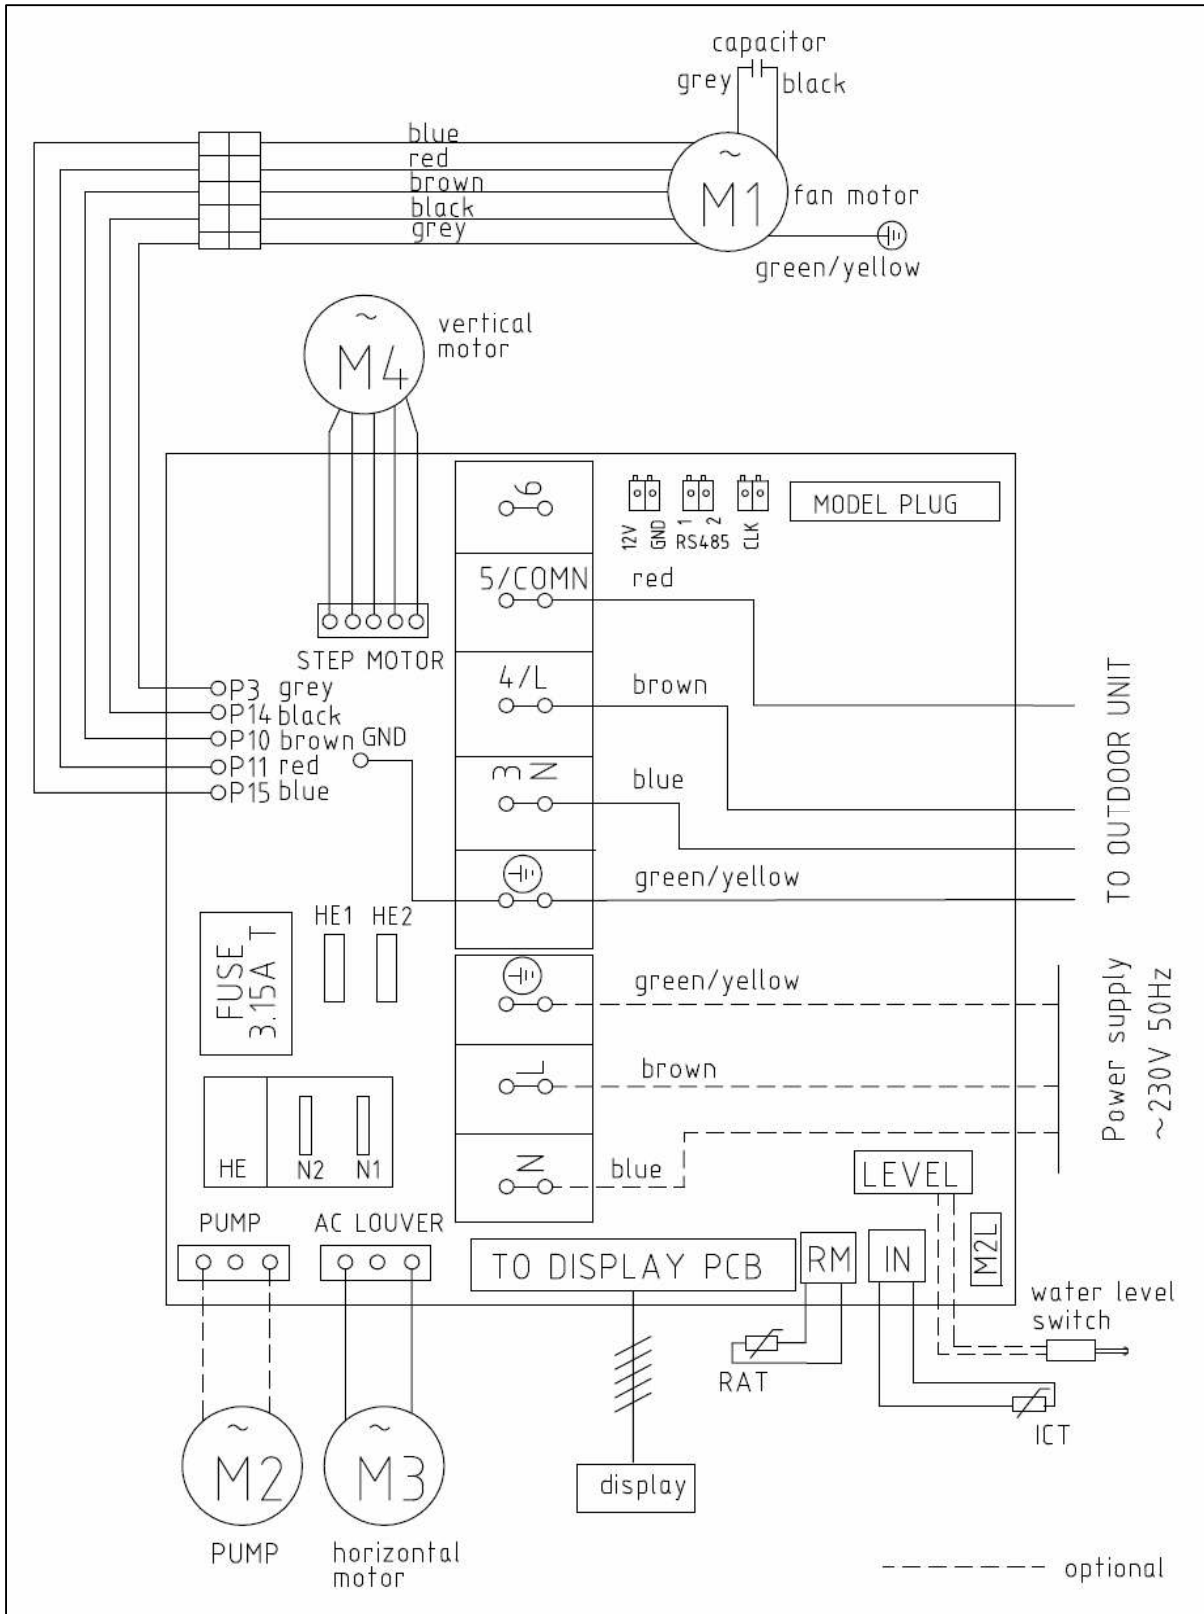 capacitor
grey
black
blue
red
brown
black
grey
~
M1
fan motor
green/yellow
~
M4
vertical
motor
6
12V
GND
1
2
RS485
CLK
MODEL PLUG
5/COMN
red
STEP MOTOR
4/L
brown
P3 grey
P14 black
P10 brown
GND
P11 red
P15 blue
3
N
blue
green/yellow
TO OUTDOOR UNIT
HE1
HE2
FUSE
3.15A T
green/yellow
L
brown
Power supply
~230V 50Hz
HE
N2
N1
N
blue
LEVEL
PUMP
AC LOUVER
TO DISPLAY PCB
RM
IN
M2L
water level
switch
RAT
ICT
~
M2
~
M3
display
PUMP
horizontal
motor
optional